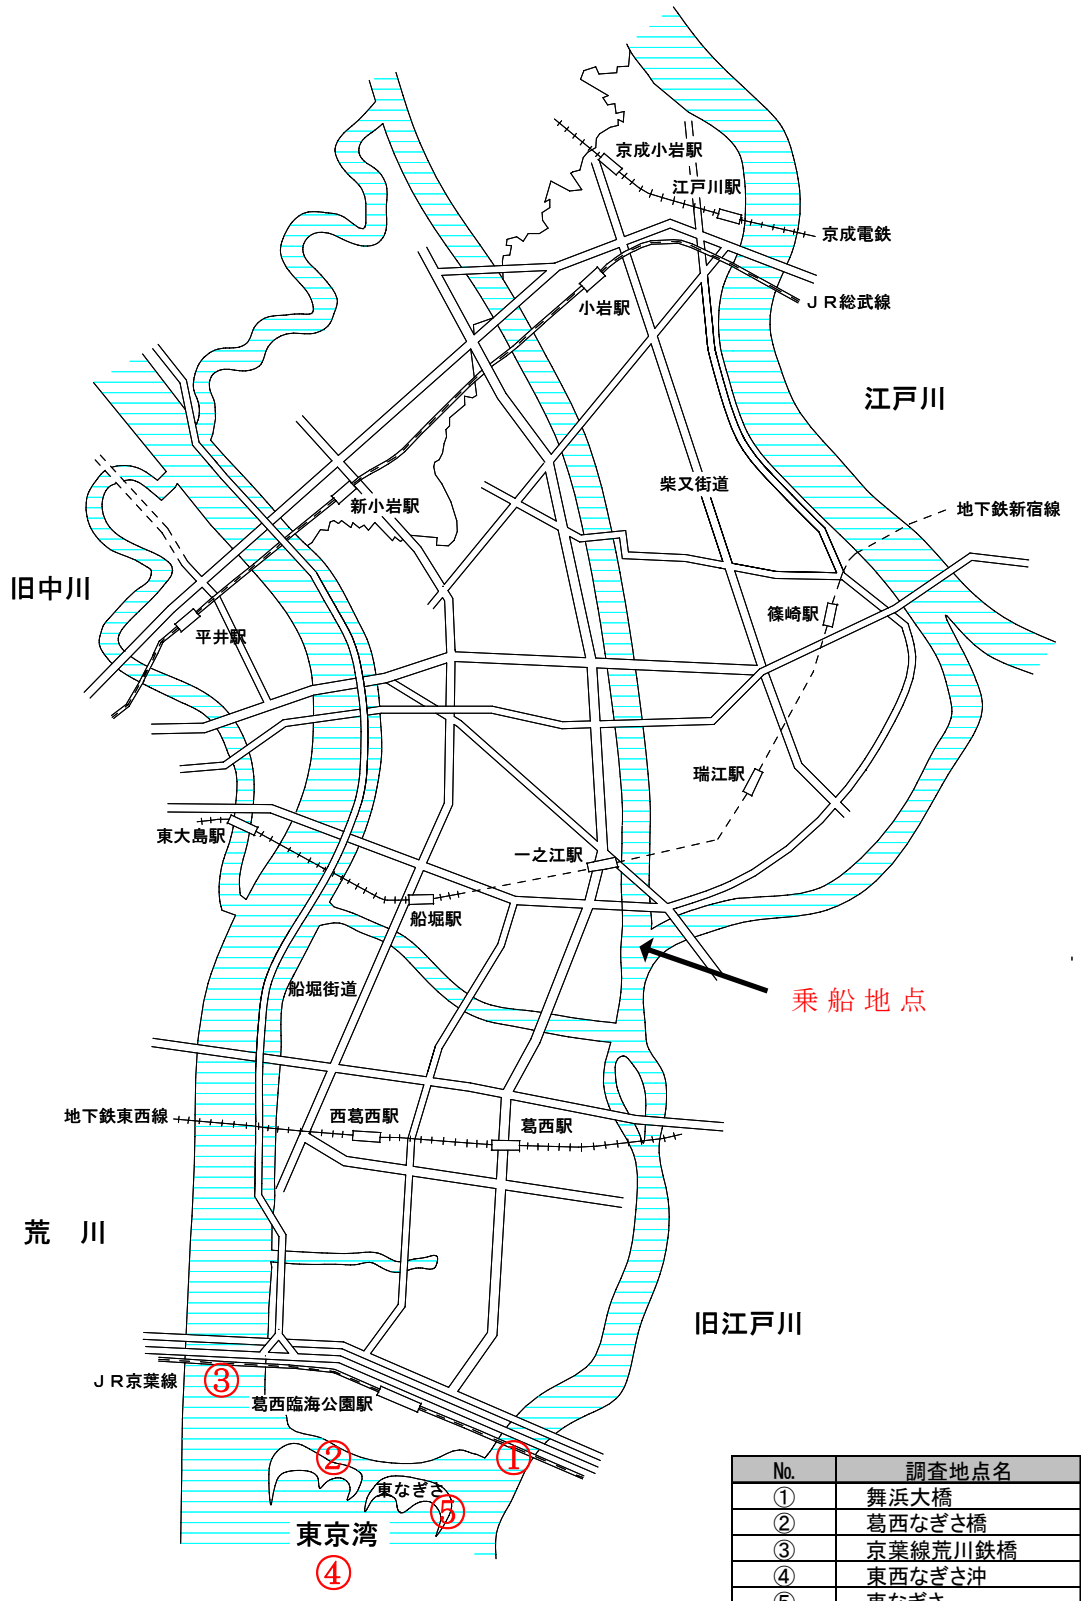 京成小岩駅
江戸川駅
京成電鉄
小岩駅
ＪＲ総武線
江戸川
柴又街道
新小岩駅
地下鉄新宿線
旧中川
篠崎駅
平井駅
瑞江駅
東大島駅
一之江駅
船堀駅
船堀街道
乗船地点
地下鉄東西線
西葛西駅
葛西駅
荒 川
旧江戸川
ＪＲ京葉線
③
葛西臨海公園駅
②
①
東なぎさ
⑤
東京湾
④
No. 調査地点名
① 舞浜大橋
② 葛西なぎさ橋
③ 京葉線荒川鉄橋
④ 東西なぎさ沖
⑤ 東なぎさ